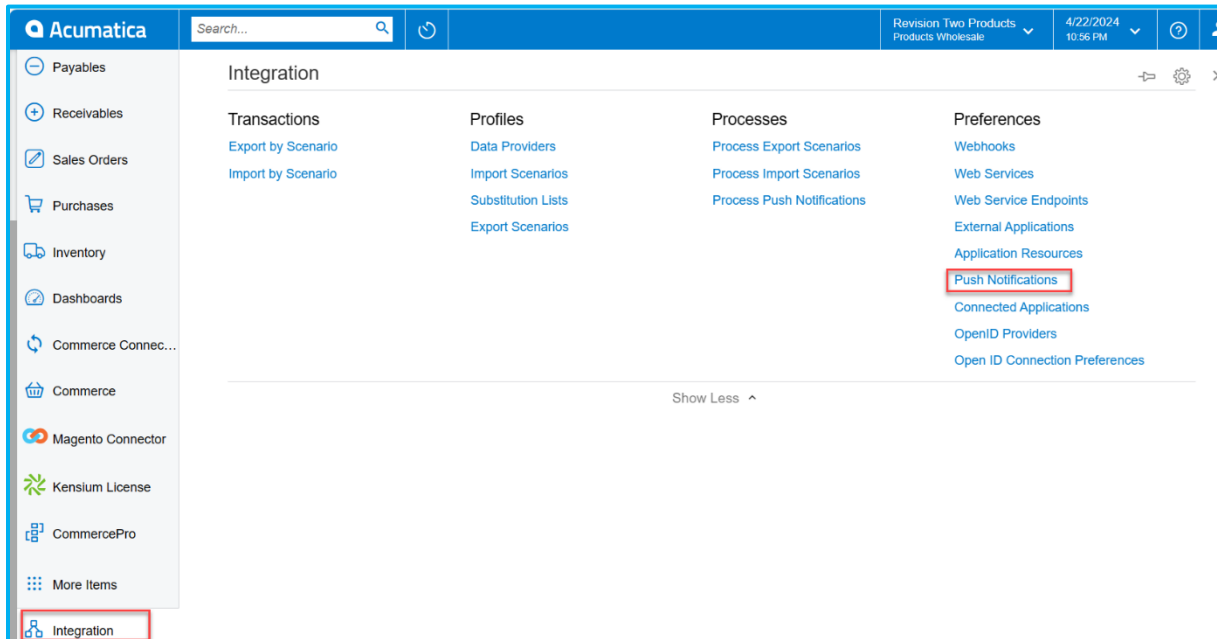 Acumatica
Search...
Revision Two Products
Products Wholesale
4/22/2024
10:56 PM
Payables
Receivables
Sales Orders
Purchases
Inventory
Dashboards
Commerce Connec...
Commerce
Magento Connector
Kensium License
CommercePro
More Items
Integration
Integration
Transactions
Export by Scenario
Import by Scenario
Profiles
Data Providers
Import Scenarios
Substitution Lists
Export Scenarios
Processes
Process Export Scenarios
Process Import Scenarios
Process Push Notifications
Preferences
Webhooks
Web Services
Web Service Endpoints
External Applications
Application Resources
Push Notifications
Connected Applications
OpenID Providers
Open ID Connection Preferences
Show Less